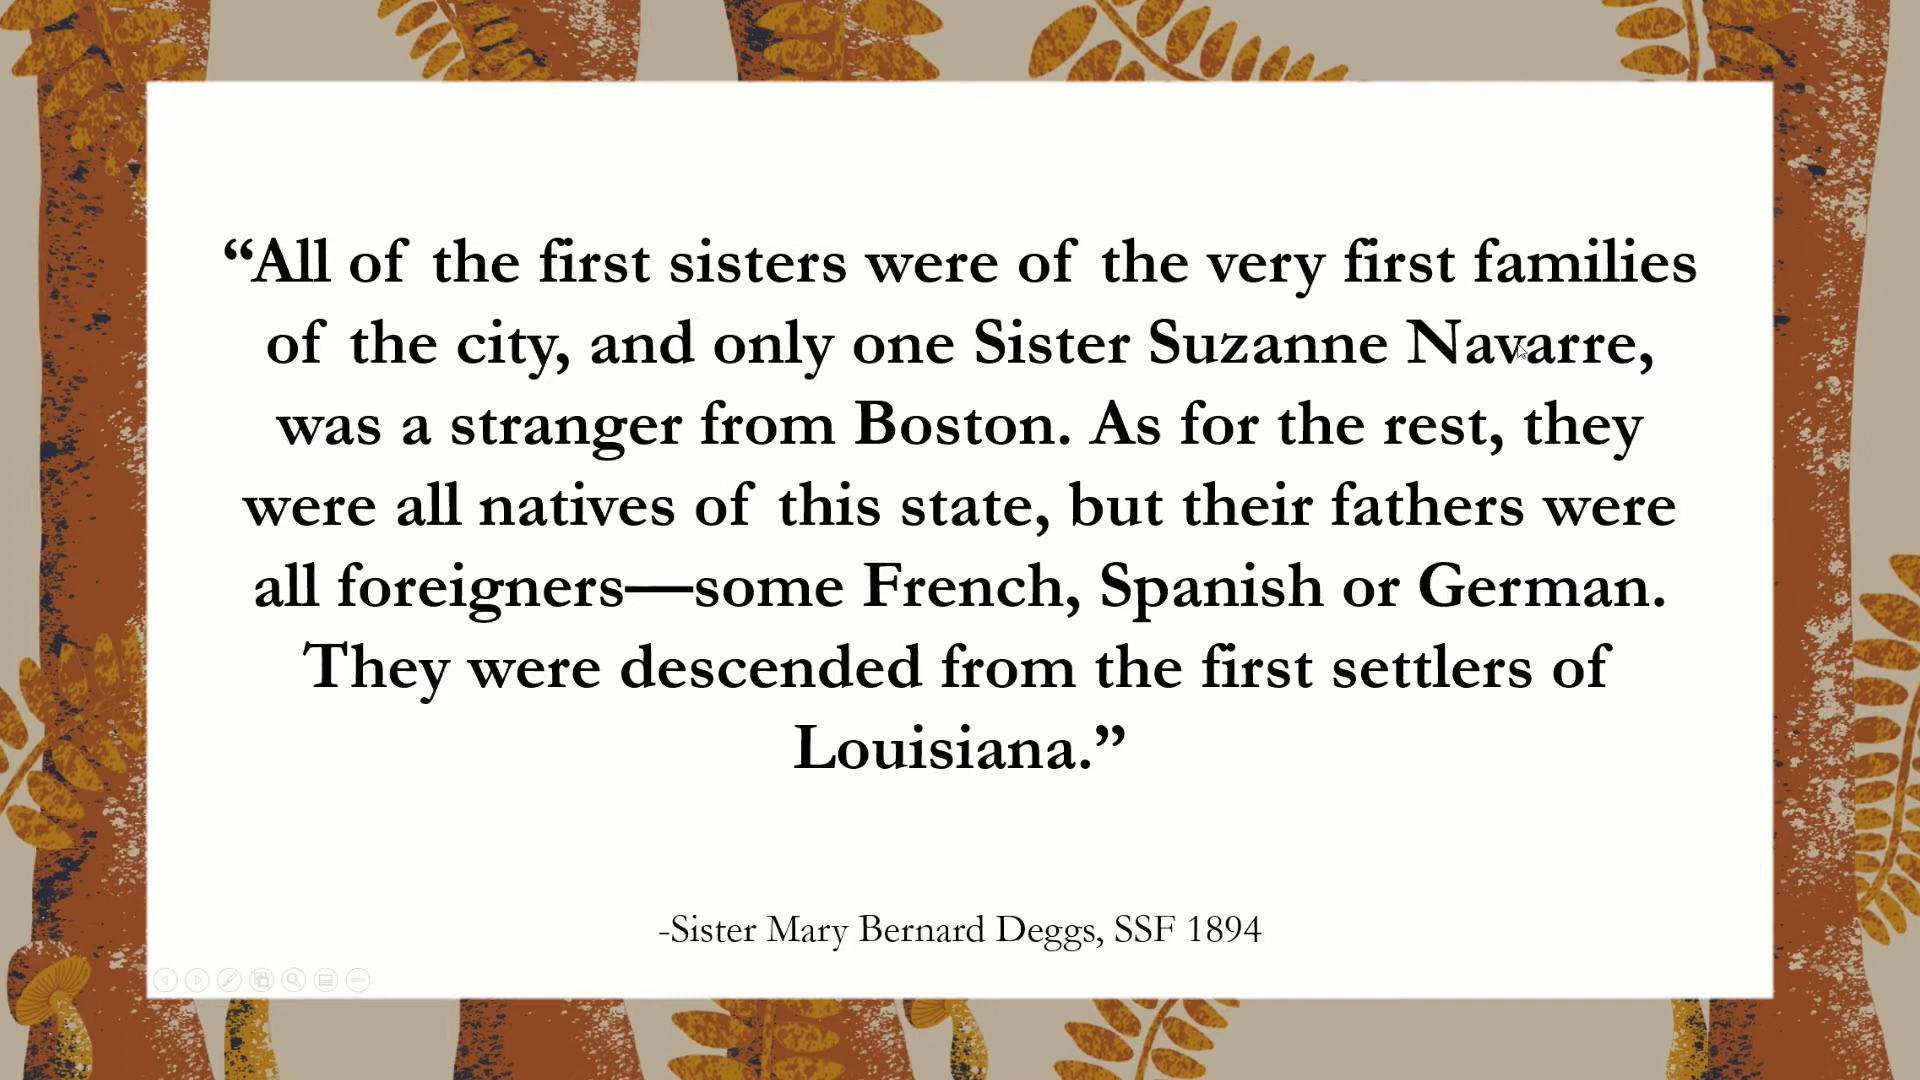 “All of the first sisters were of the very first families
of the city, and only one Sister Suzanne Navarre,
was a stranger from Boston. As for the rest, they
were all natives of this state, but their fathers were
all foreigners—some French, Spanish or German.
They were descended from the first settlers of
Louisiana.”
-Sister Mary Bernard Deggs, SSF 1894